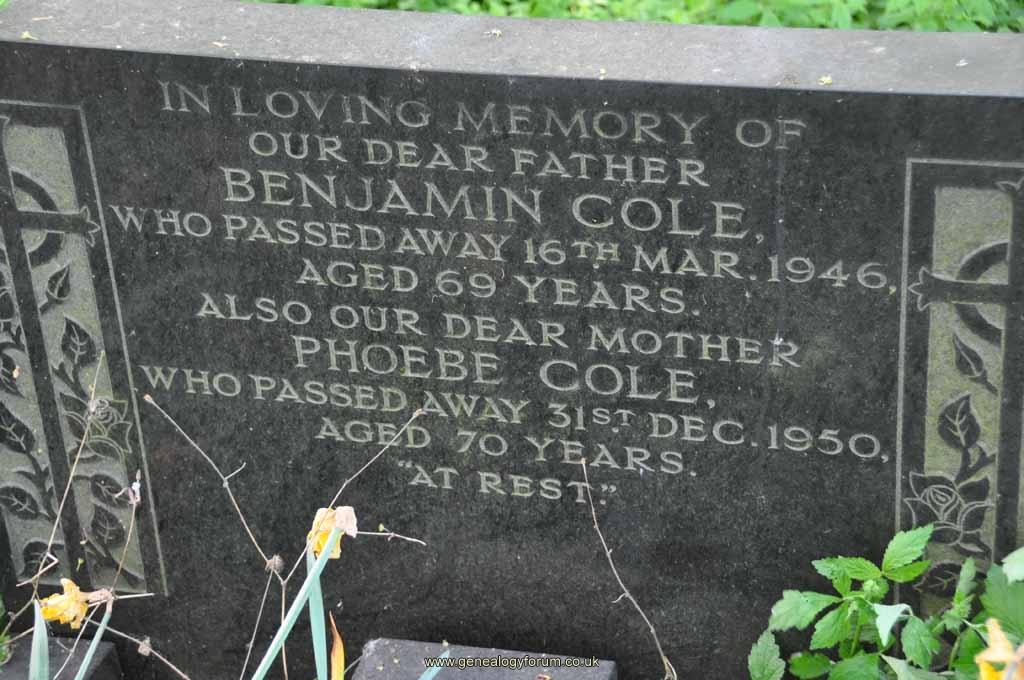 IN LOVING MEMORY OF
OUR DEAR FATHER
BENJAMIN COLE,
WHO PASSED AWAY 16TH MAR. 1946,
AGED 69 YEARS.
ALSO OUR DEAR MOTHER
PHOEBE COLE,
WHO PASSED AWAY 31ST. DEC. 1950,
AGED 70 YEARS.
"AT REST"
www.genealogyforum.co.uk